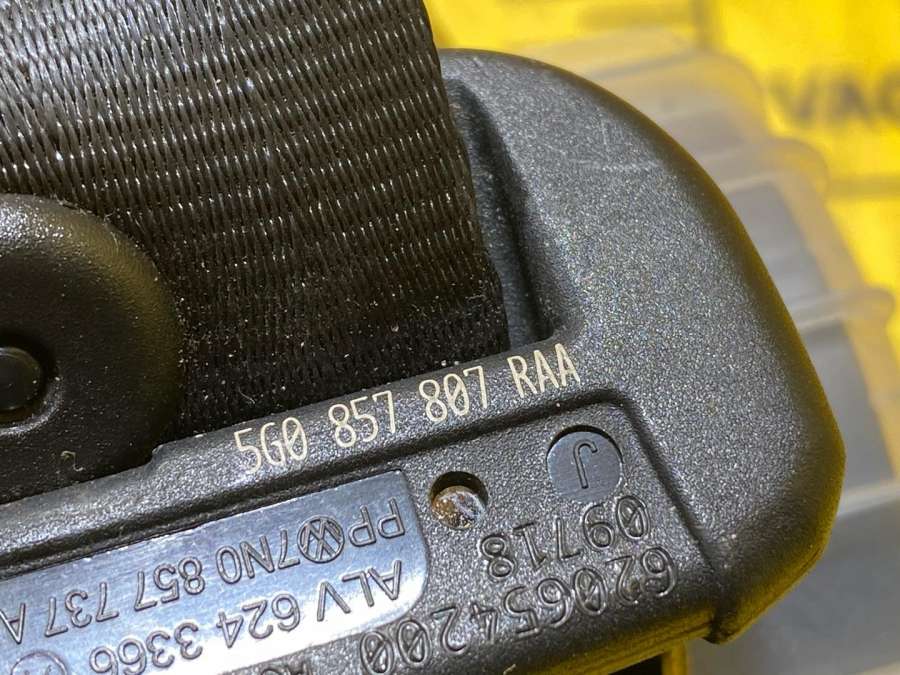 VAG
5G0 857 807 RAA
J
09718
620654200
PP 7N0 857 737 A
ALV 624 3366